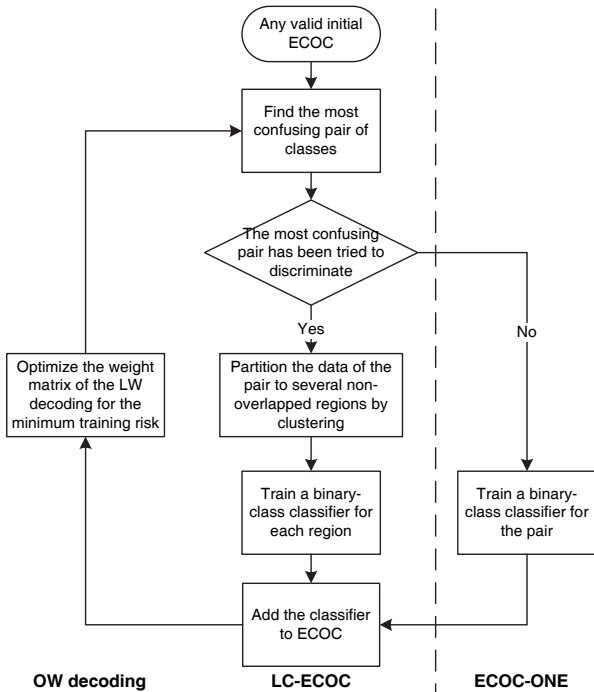 Any valid initial
ECOC
Find the most
confusing pair of
classes
The most confusing
pair has been tried to
discriminate
Yes
No
Optimize the weight
matrix of the LW
decoding for the
minimum training risk
Partition the data of the
pair to several non-
overlapped regions by
clustering
Train a binary-
class classifier for
each region
Train a binary-
class classifier for
the pair
Add the classifier
to ECOC
OW decoding
LC-ECOC
ECOC-ONE